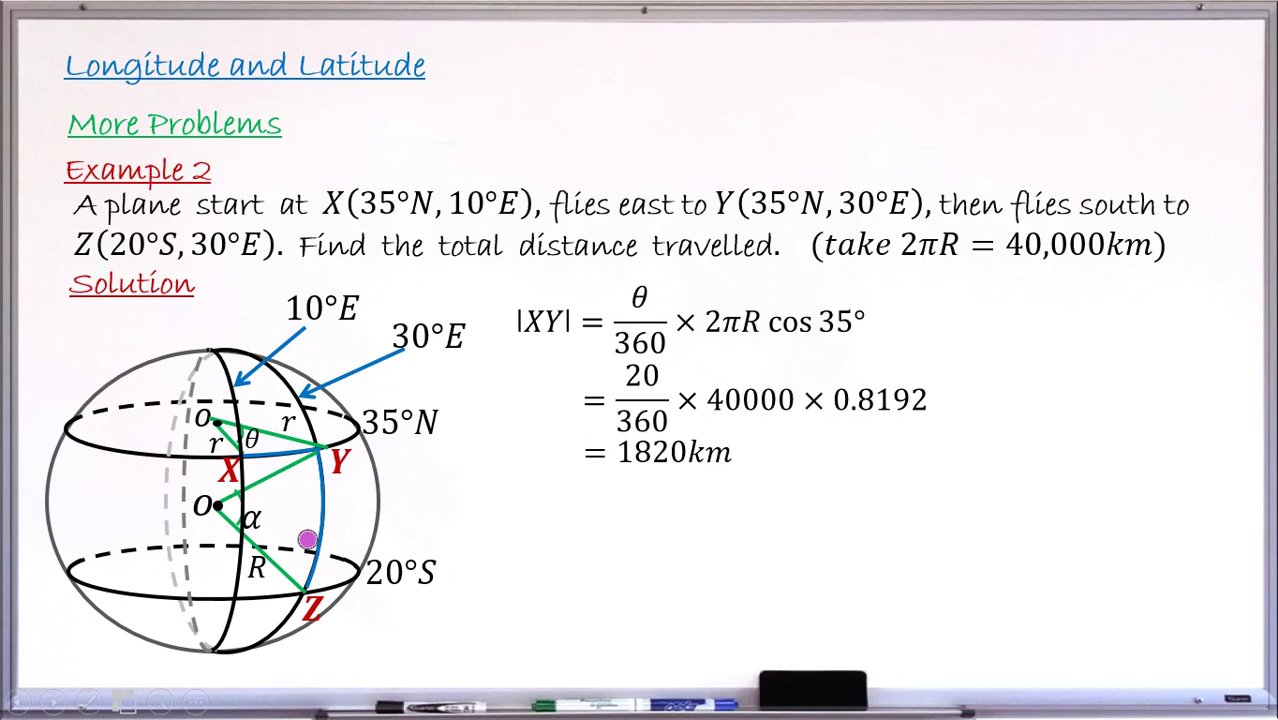 Longitude and Latitude
More Problems
Example 2
A plane start at X(35°N, 10°E), flies east to Y(35°N, 30°E), then flies south to
Z(20°S, 30°E). Find the total distance travelled. (take 2πR = 40,000km)
Solution
10°E
30°E
35°N
o
r
r
θ
X
Y
O
α
R
20°S
Z
|XY| = θ/360 × 2πR cos 35°
= 20/360 × 40000 × 0.8192
= 1820km